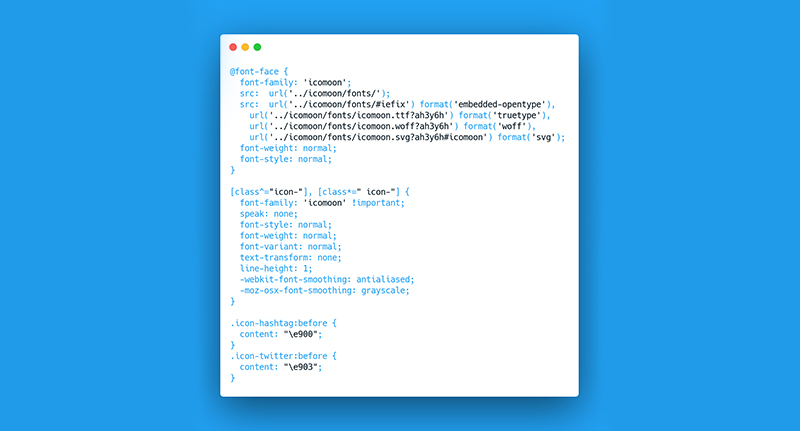 @font-face {
  font-family: 'icomoon';
  src:  url('../icomoon/fonts/');
  src:  url('../icomoon/fonts/#iefix') format('embedded-opentype'),
    url('../icomoon/fonts/icomoon.ttf?ah3y6h') format('truetype'),
    url('../icomoon/fonts/icomoon.woff?ah3y6h') format('woff'),
    url('../icomoon/fonts/icomoon.svg?ah3y6h#icomoon') format('svg');
  font-weight: normal;
  font-style: normal;
}

[class^="icon-"], [class*=" icon-"] {
  font-family: 'icomoon' !important;
  speak: none;
  font-style: normal;
  font-weight: normal;
  font-variant: normal;
  text-transform: none;
  line-height: 1;
  -webkit-font-smoothing: antialiased;
  -moz-osx-font-smoothing: grayscale;
}

.icon-hashtag:before {
  content: "\e900";
}
.icon-twitter:before {
  content: "\e903";
}